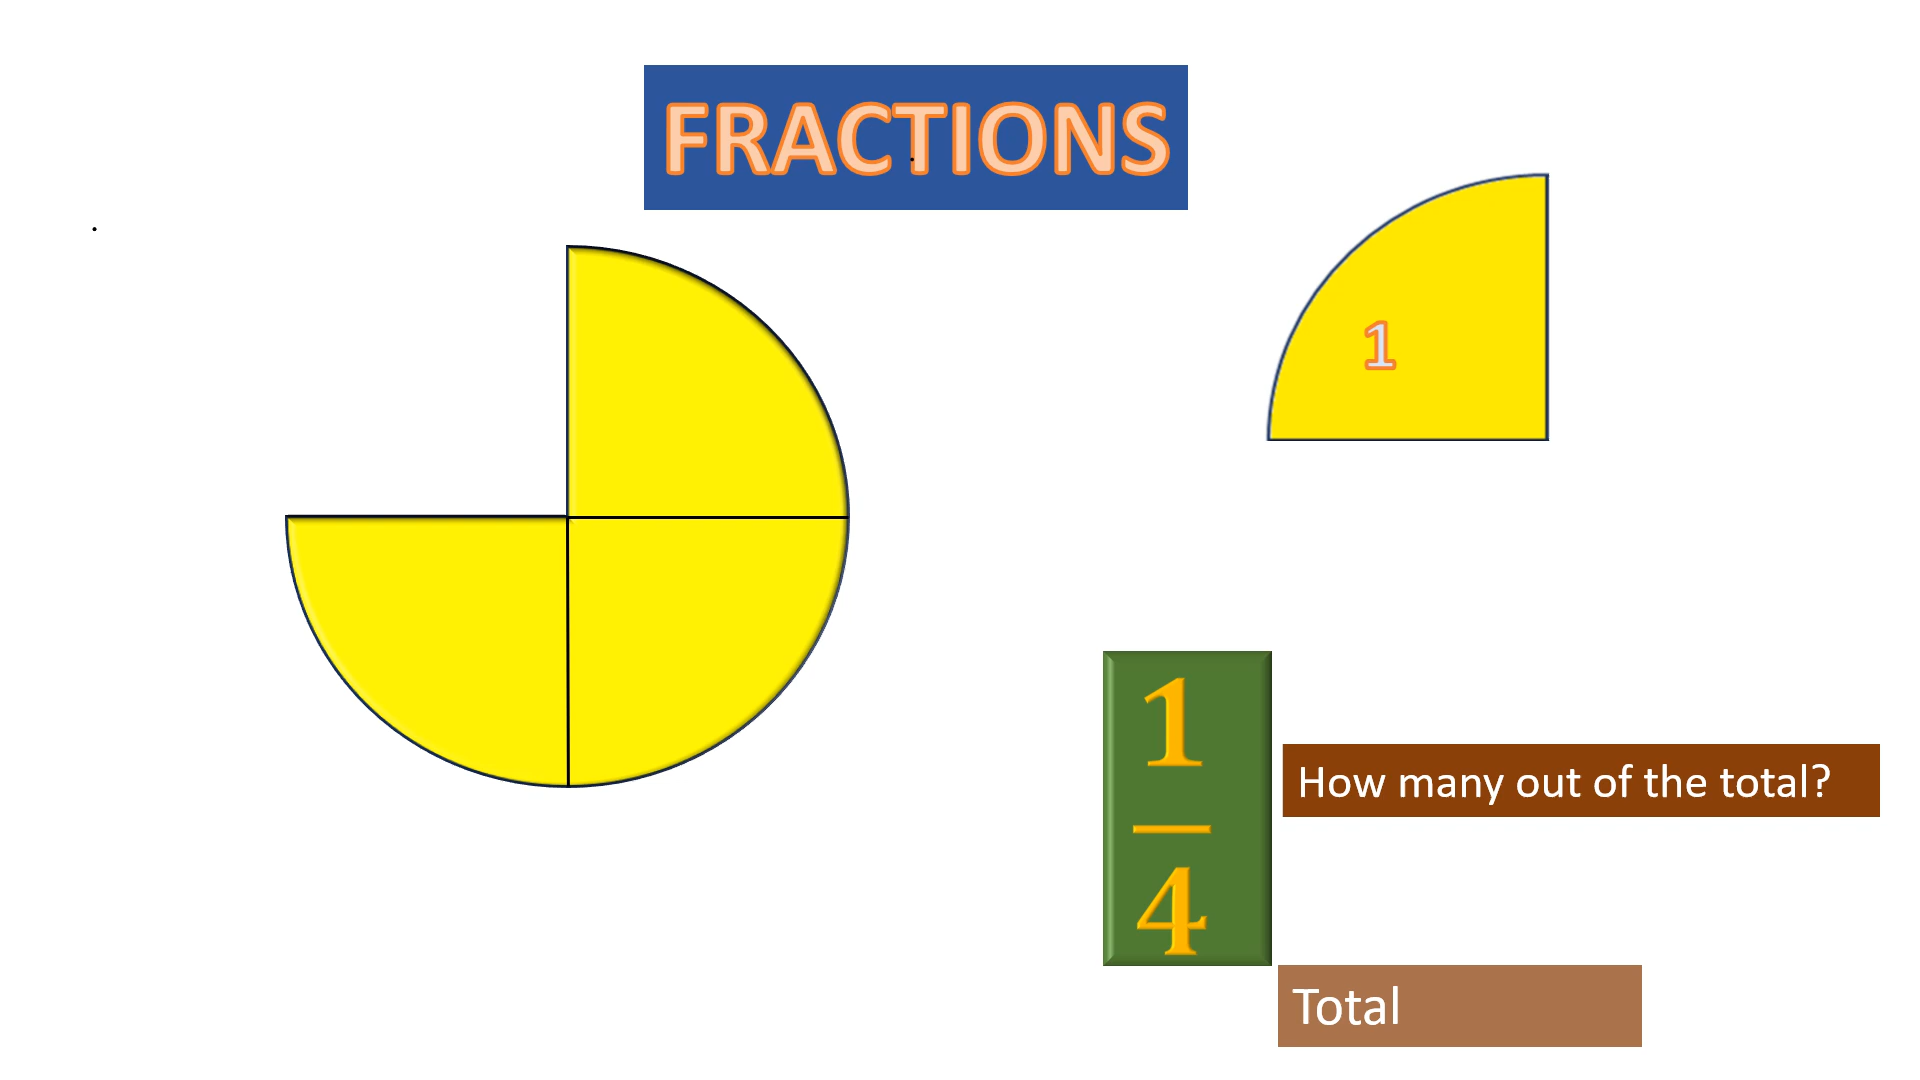 FRACTIONS
1
1
4
How many out of the total?
Total